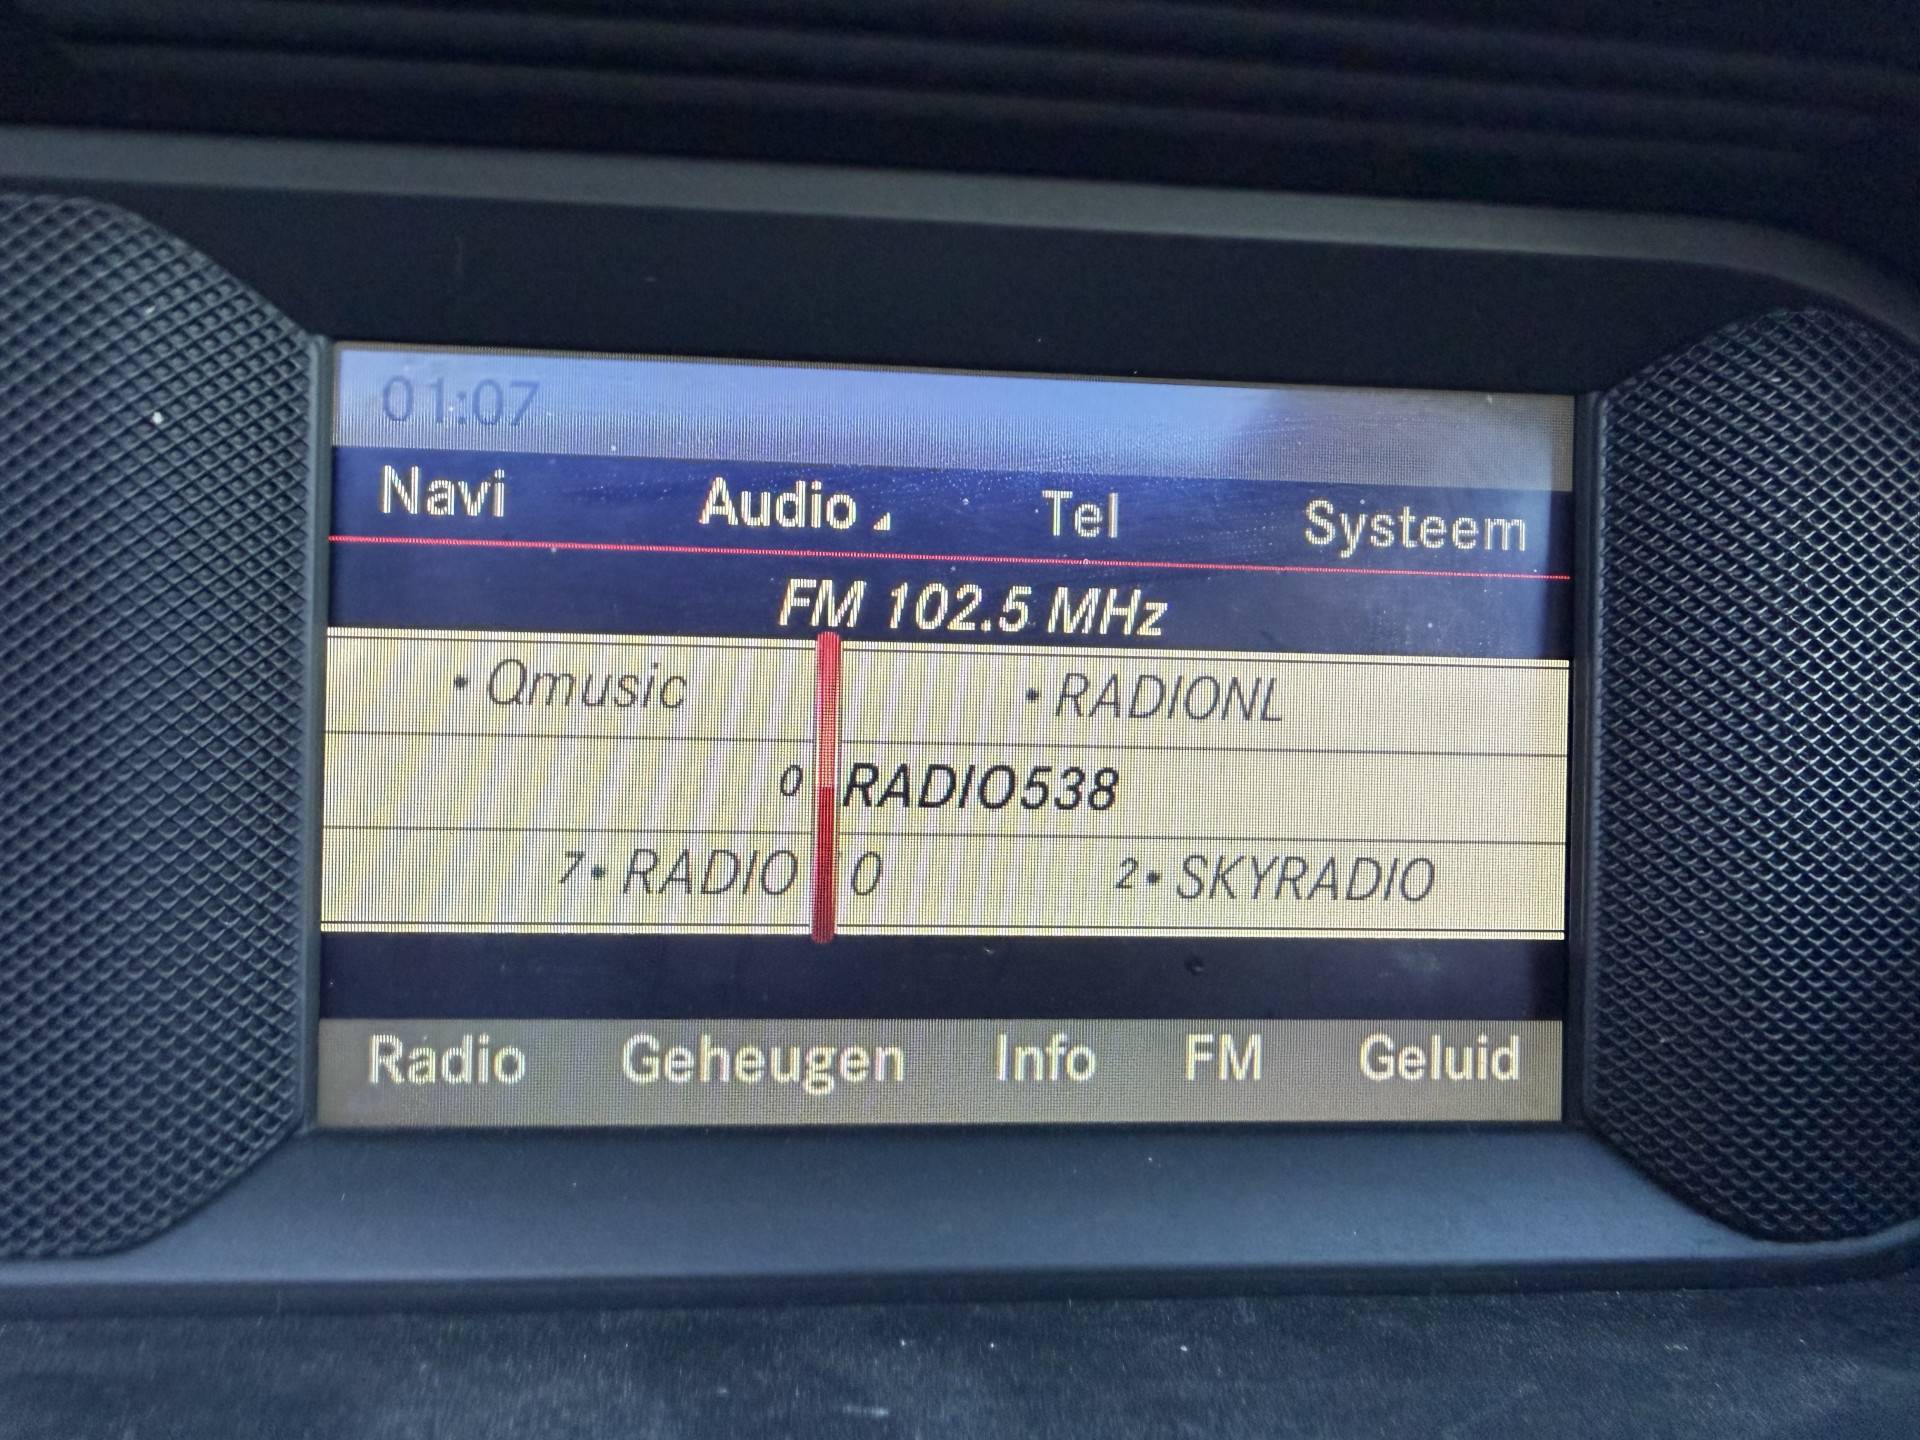 01:07
Navi Audio Tel Systeem
FM 102.5 MHz
• Qmusic • RADIONL
0 RADIO538
7• RADIO 0 2• SKYRADIO
Radio Geheugen Info FM Geluid